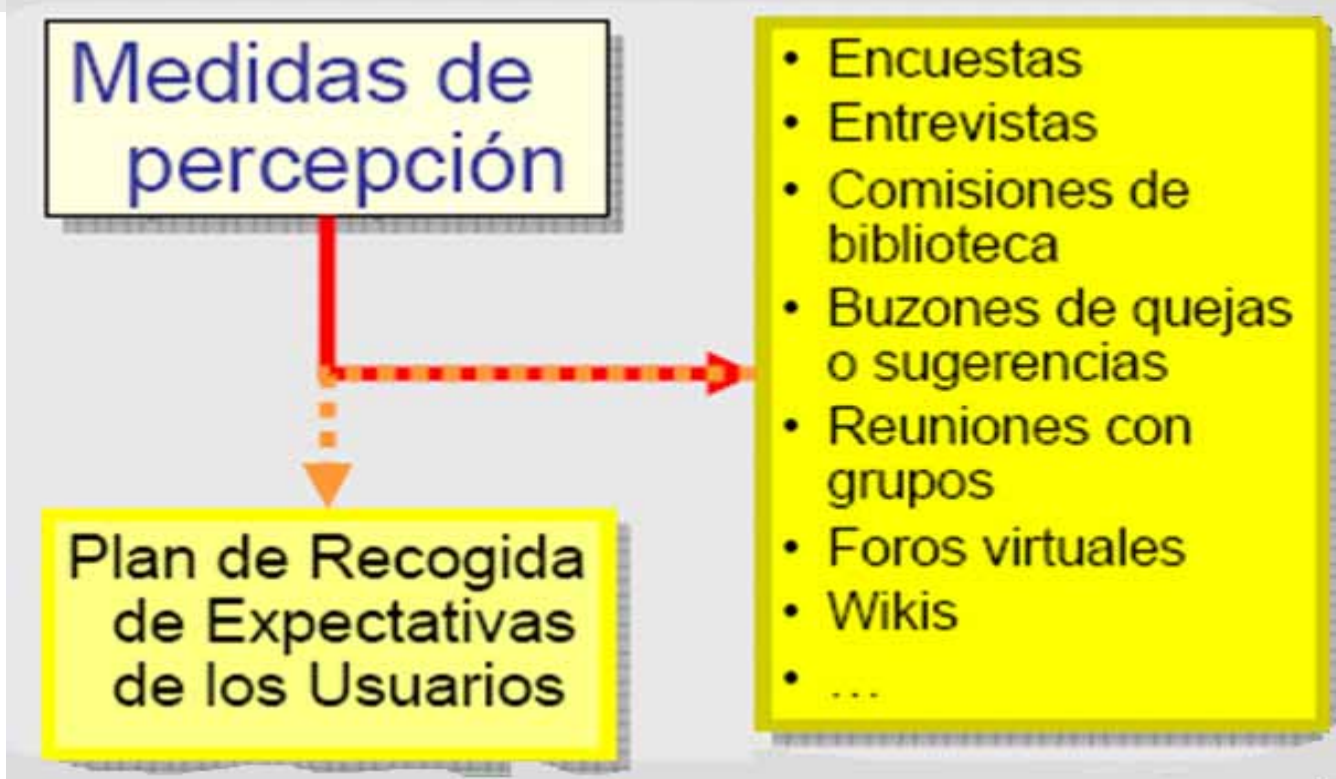 Medidas de
percepción
Plan de Recogida
de Expectativas
de los Usuarios
• Encuestas
• Entrevistas
• Comisiones de
biblioteca
• Buzones de quejas
o sugerencias
• Reuniones con
grupos
• Foros virtuales
• Wikis
• ...